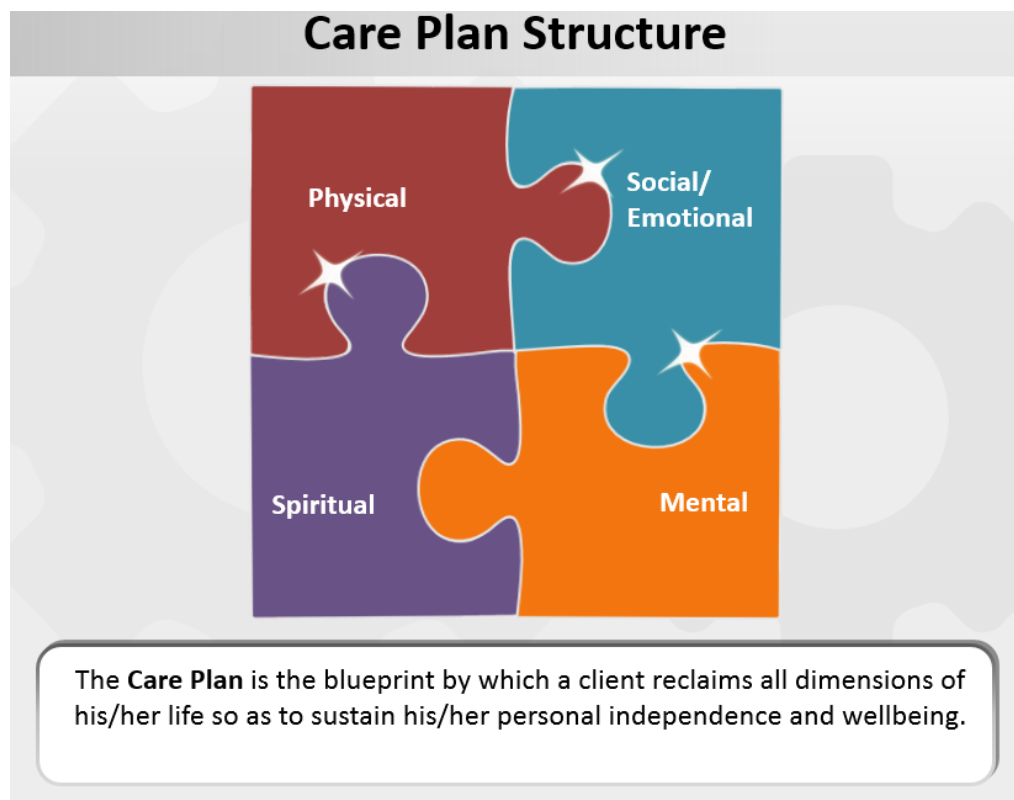 Care Plan Structure
Physical
Social/
Emotional
Spiritual
Mental
The Care Plan is the blueprint by which a client reclaims all dimensions of
his/her life so as to sustain his/her personal independence and wellbeing.